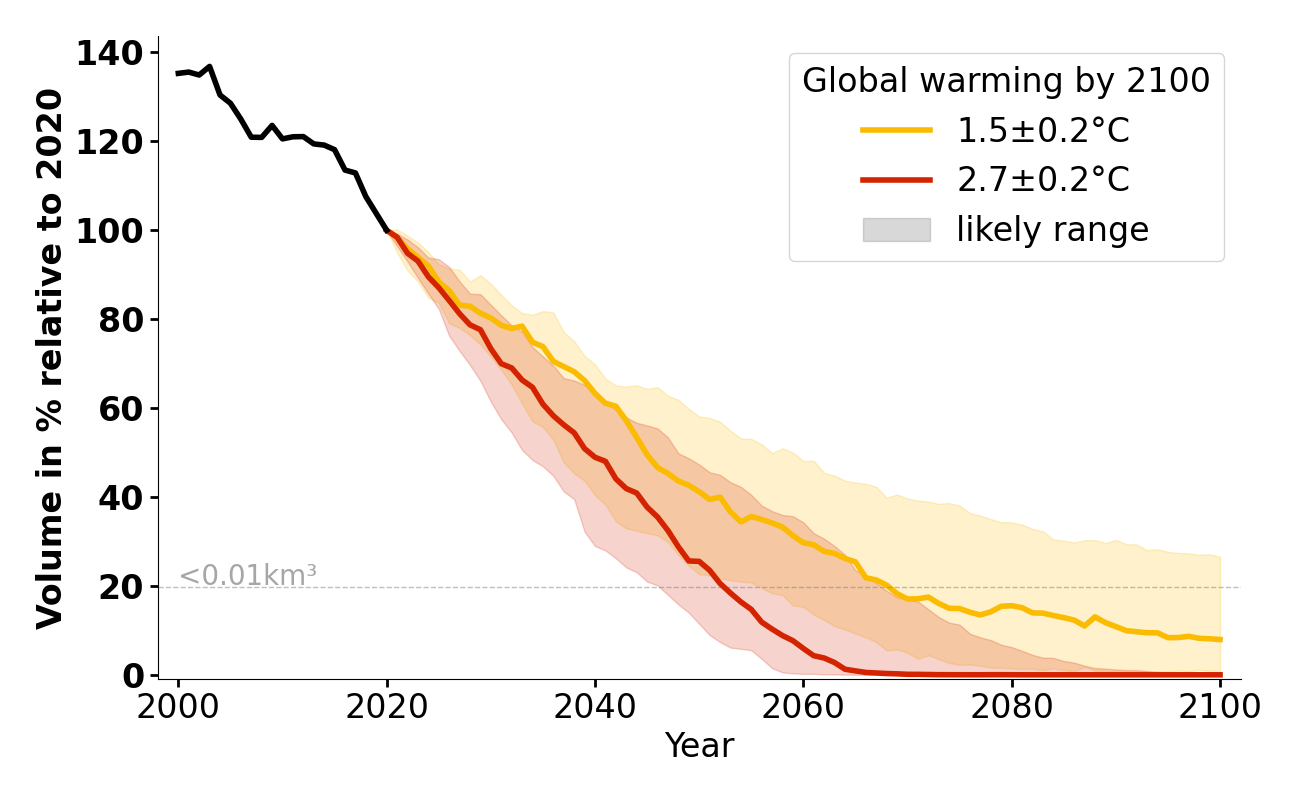 Volume in % relative to 2020
140
120
100
80
60
40
20
0
<0.01km³
Global warming by 2100
1.5±0.2°C
2.7±0.2°C
likely range
2000 2020 2040 2060 2080 2100
Year